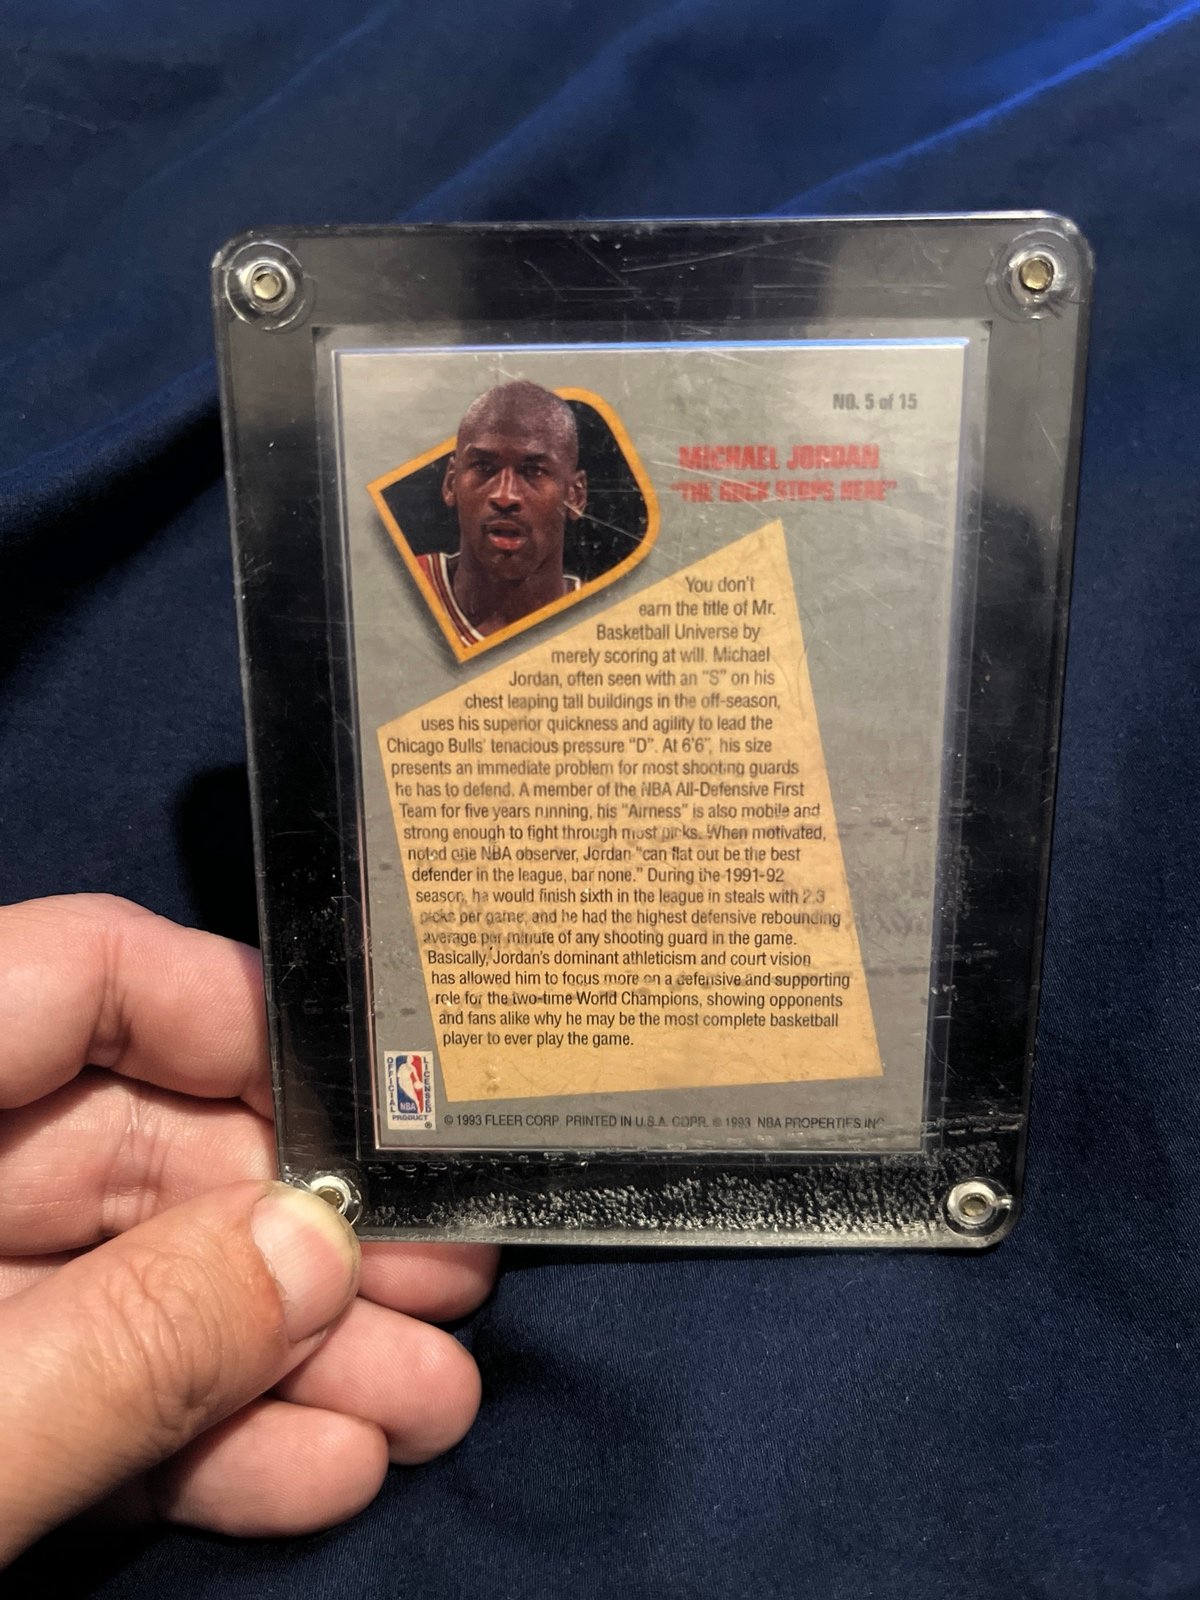 NO. 5 of 15
MICHAEL JORDAN
"THE ROCK STOPS HERE"
You don't
earn the title of Mr.
Basketball Universe by
merely scoring at will. Michael
Jordan, often seen with an "S" on his
chest leaping tall buildings in the off-season,
uses his superior quickness and agility to lead the
Chicago Bulls' tenacious pressure "D". At 6'6", his size
presents an immediate problem for most shooting guards
he has to defend. A member of the NBA All-Defensive First
Team for five years running, his "Airness" is also mobile and
strong enough to fight through most picks. When motivated,
noted one NBA observer, Jordan "can flat out be the best
defender in the league, bar none." During the 1991-92
season, he would finish sixth in the league in steals with 2.3
picks per game, and he had the highest defensive rebounding
average per minute of any shooting guard in the game.
Basically, Jordan's dominant athleticism and court vision
has allowed him to focus more on a defensive and supporting
role for the two-time World Champions, showing opponents
and fans alike why he may be the most complete basketball
player to ever play the game.
OFFICIAL
LICENSED
NBA
PRODUCT ®
© 1993 FLEER CORP. PRINTED IN U.S.A. COPR. © 1993 NBA PROPERTIES INC